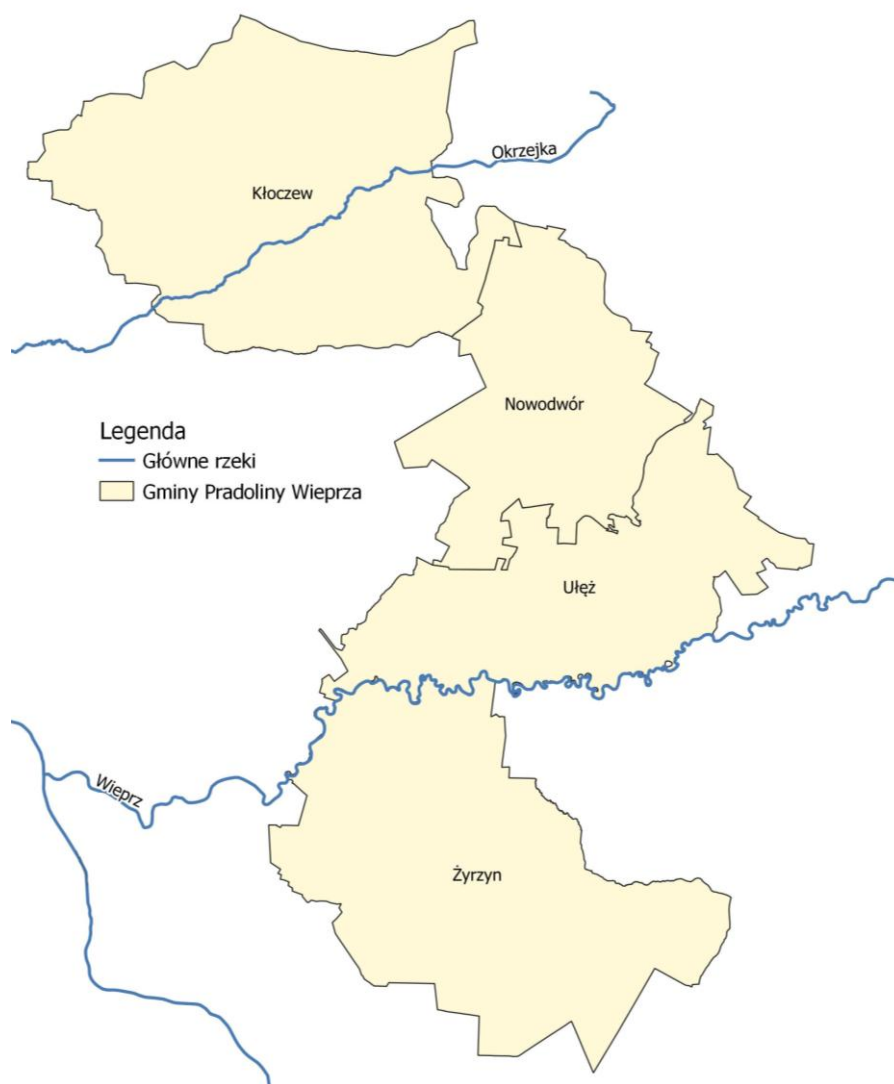 Okrzejka
Kłoczew
Nowodwór
Legenda
Główne rzeki
Gminy Pradoliny Wieprza
Ułęż
Wieprz
Żyrzyn